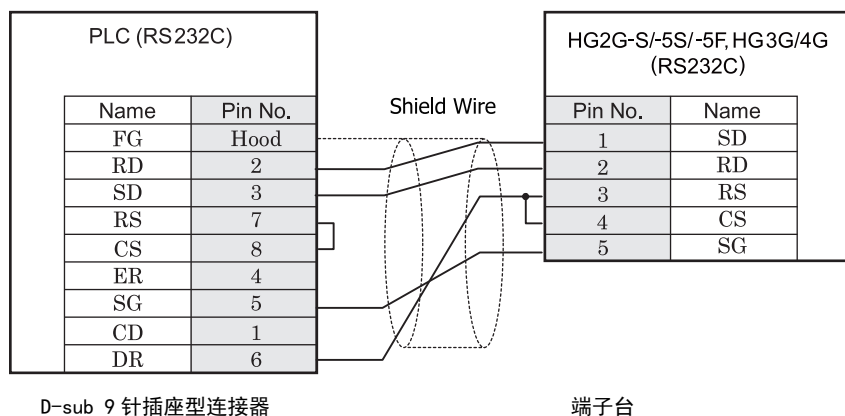 PLC (RS232C)
HG2G-S/-5S/-5F, HG3G/4G
(RS232C)
Shield Wire
Name Pin No.
FG Hood
RD 2
SD 3
RS 7
CS 8
ER 4
SG 5
CD 1
DR 6
Pin No. Name
1 SD
2 RD
3 RS
4 CS
5 SG
D-sub 9 针插座型连接器
端子台